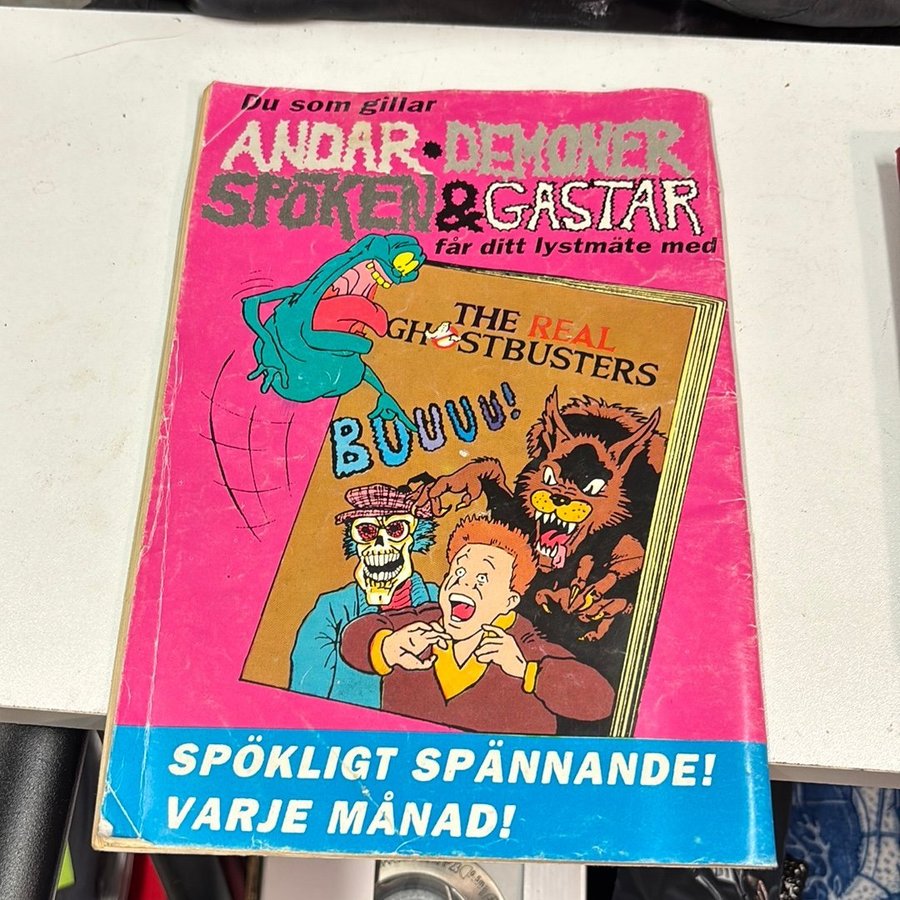 Du som gillar
ANDAR • DEMONER
SPÖKEN & GASTAR
får ditt lystmäte med
THE REAL
GHOSTBUSTERS
BUUUU!
SPÖKLIGT SPÄNNANDE!
VARJE MÅNAD!